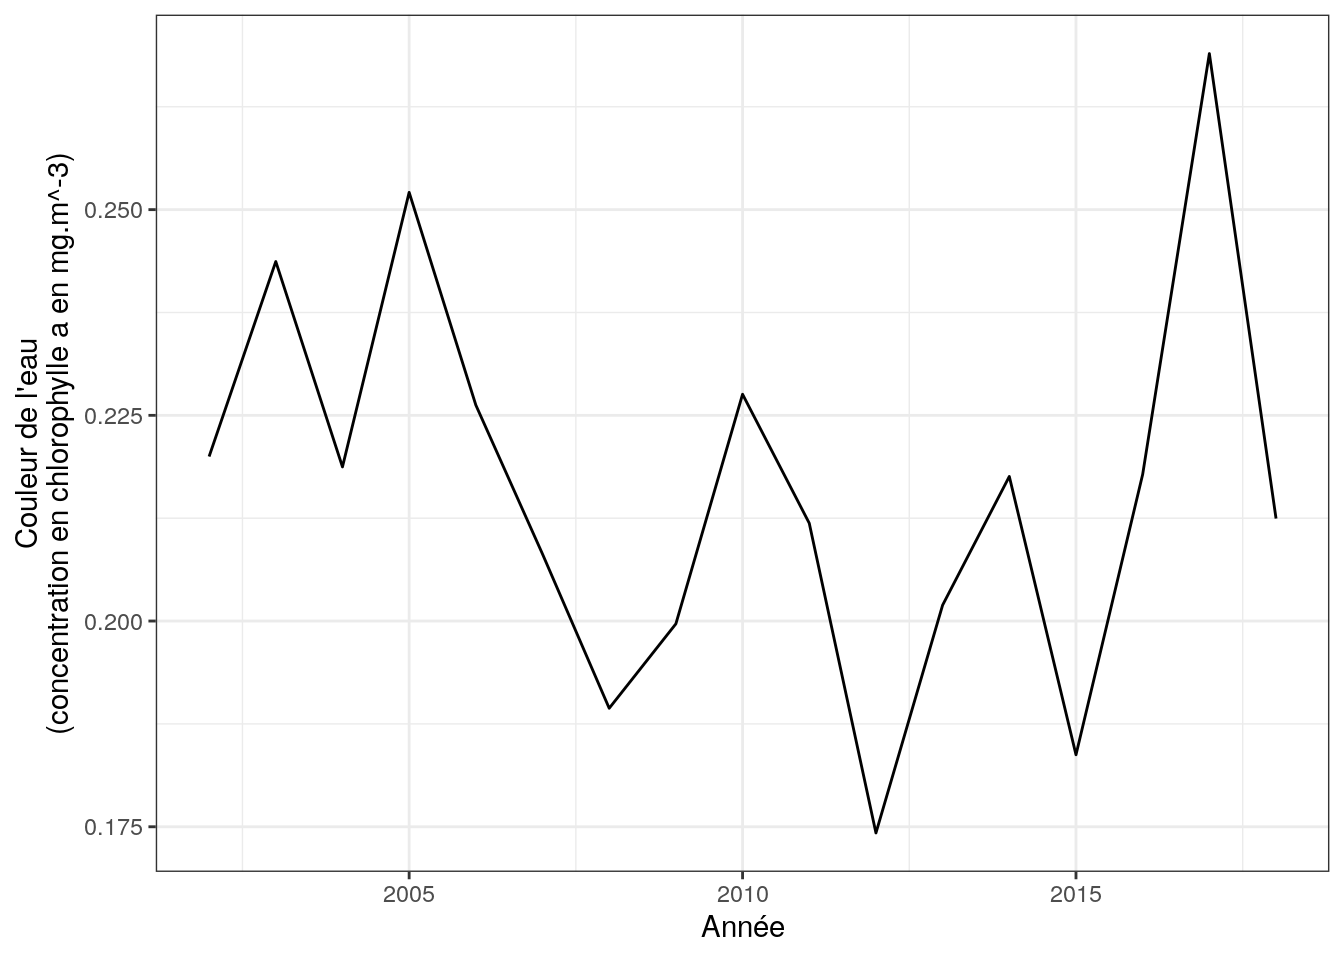 Couleur de l'eau
(concentration en chlorophylle a en mg.m^-3)
0.250
0.225
0.200
0.175
2005
2010
2015
Année